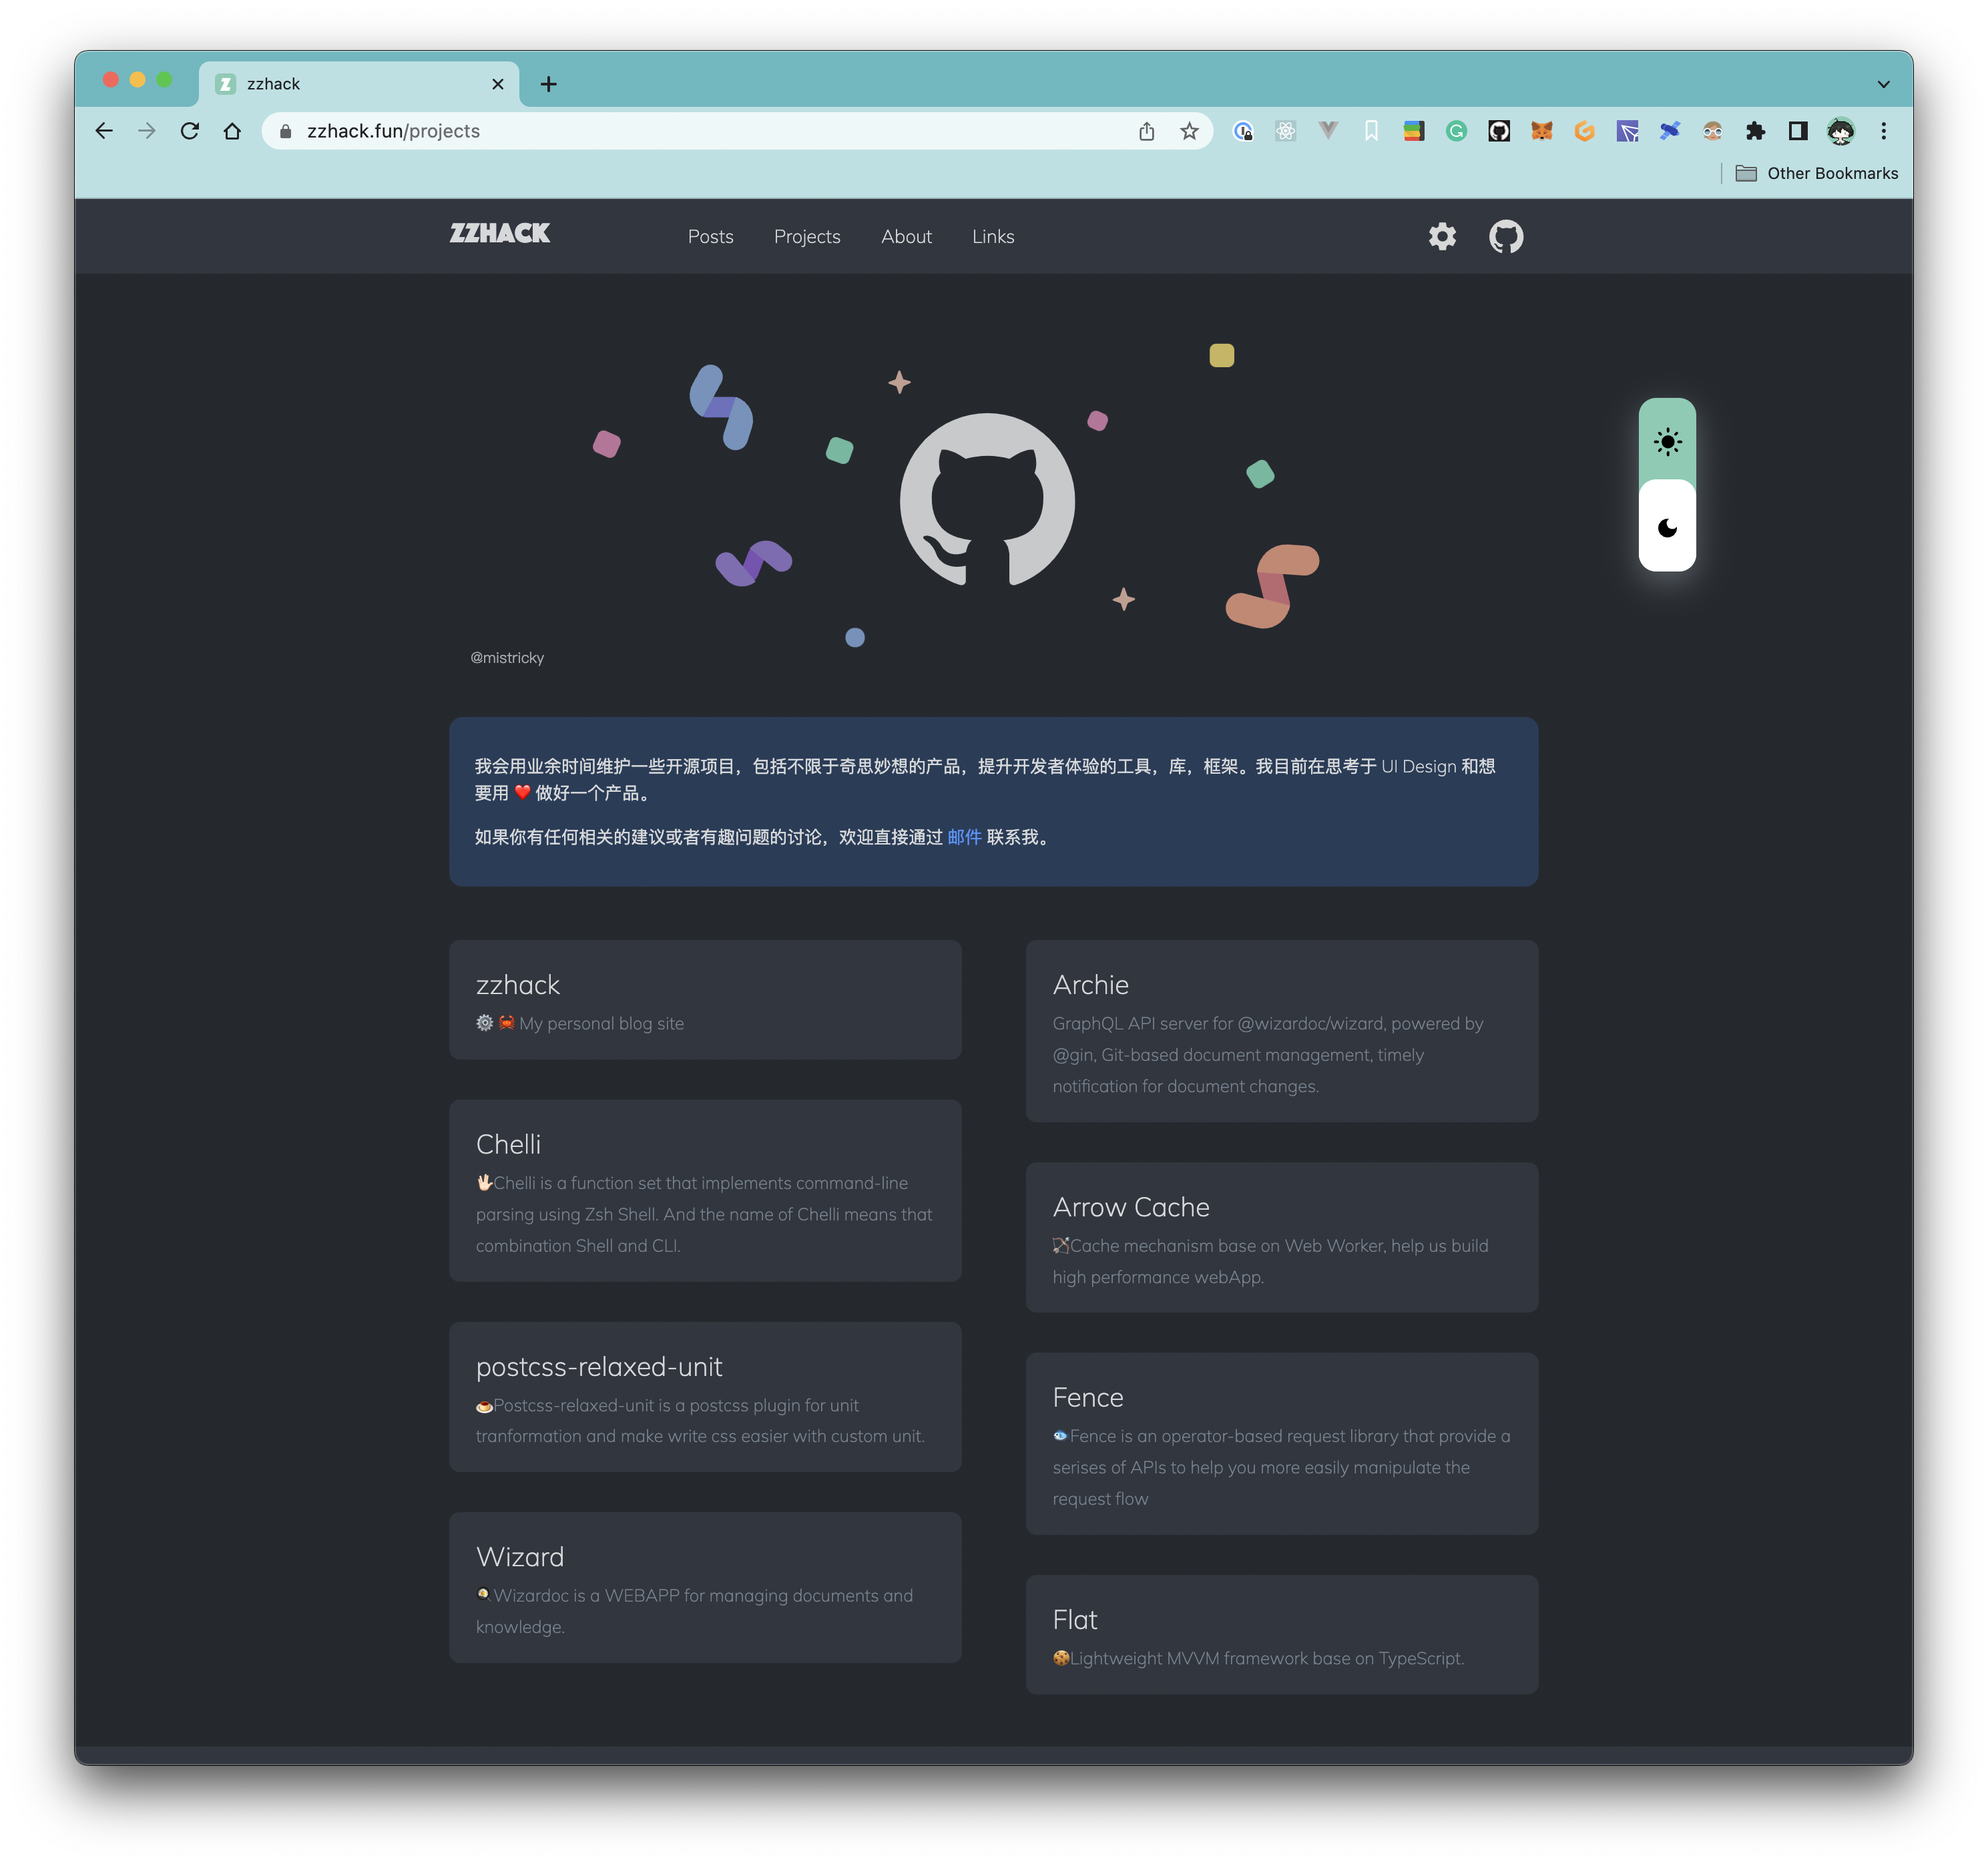 zzhack
zzhack.fun/projects
Other Bookmarks
ZZHACK
Posts
Projects
About
Links
@mistricky
我会用业余时间维护一些开源项目，包括不限于奇思妙想的产品，提升开发者体验的工具，库，框架。我目前在思考于 UI Design 和想
要用 ❤️ 做好一个产品。
如果你有任何相关的建议或者有趣问题的讨论，欢迎直接通过 邮件 联系我。
zzhack
⚙️ 🦀 My personal blog site
Chelli
🖖🏻Chelli is a function set that implements command-line
parsing using Zsh Shell. And the name of Chelli means that
combination Shell and CLI.
postcss-relaxed-unit
🍮Postcss-relaxed-unit is a postcss plugin for unit
tranformation and make write css easier with custom unit.
Wizard
🍳Wizardoc is a WEBAPP for managing documents and
knowledge.
Archie
GraphQL API server for @wizardoc/wizard, powered by
@gin, Git-based document management, timely
notification for document changes.
Arrow Cache
🏹Cache mechanism base on Web Worker, help us build
high performance webApp.
Fence
🐟Fence is an operator-based request library that provide a
serises of APIs to help you more easily manipulate the
request flow
Flat
🍪Lightweight MVVM framework base on TypeScript.